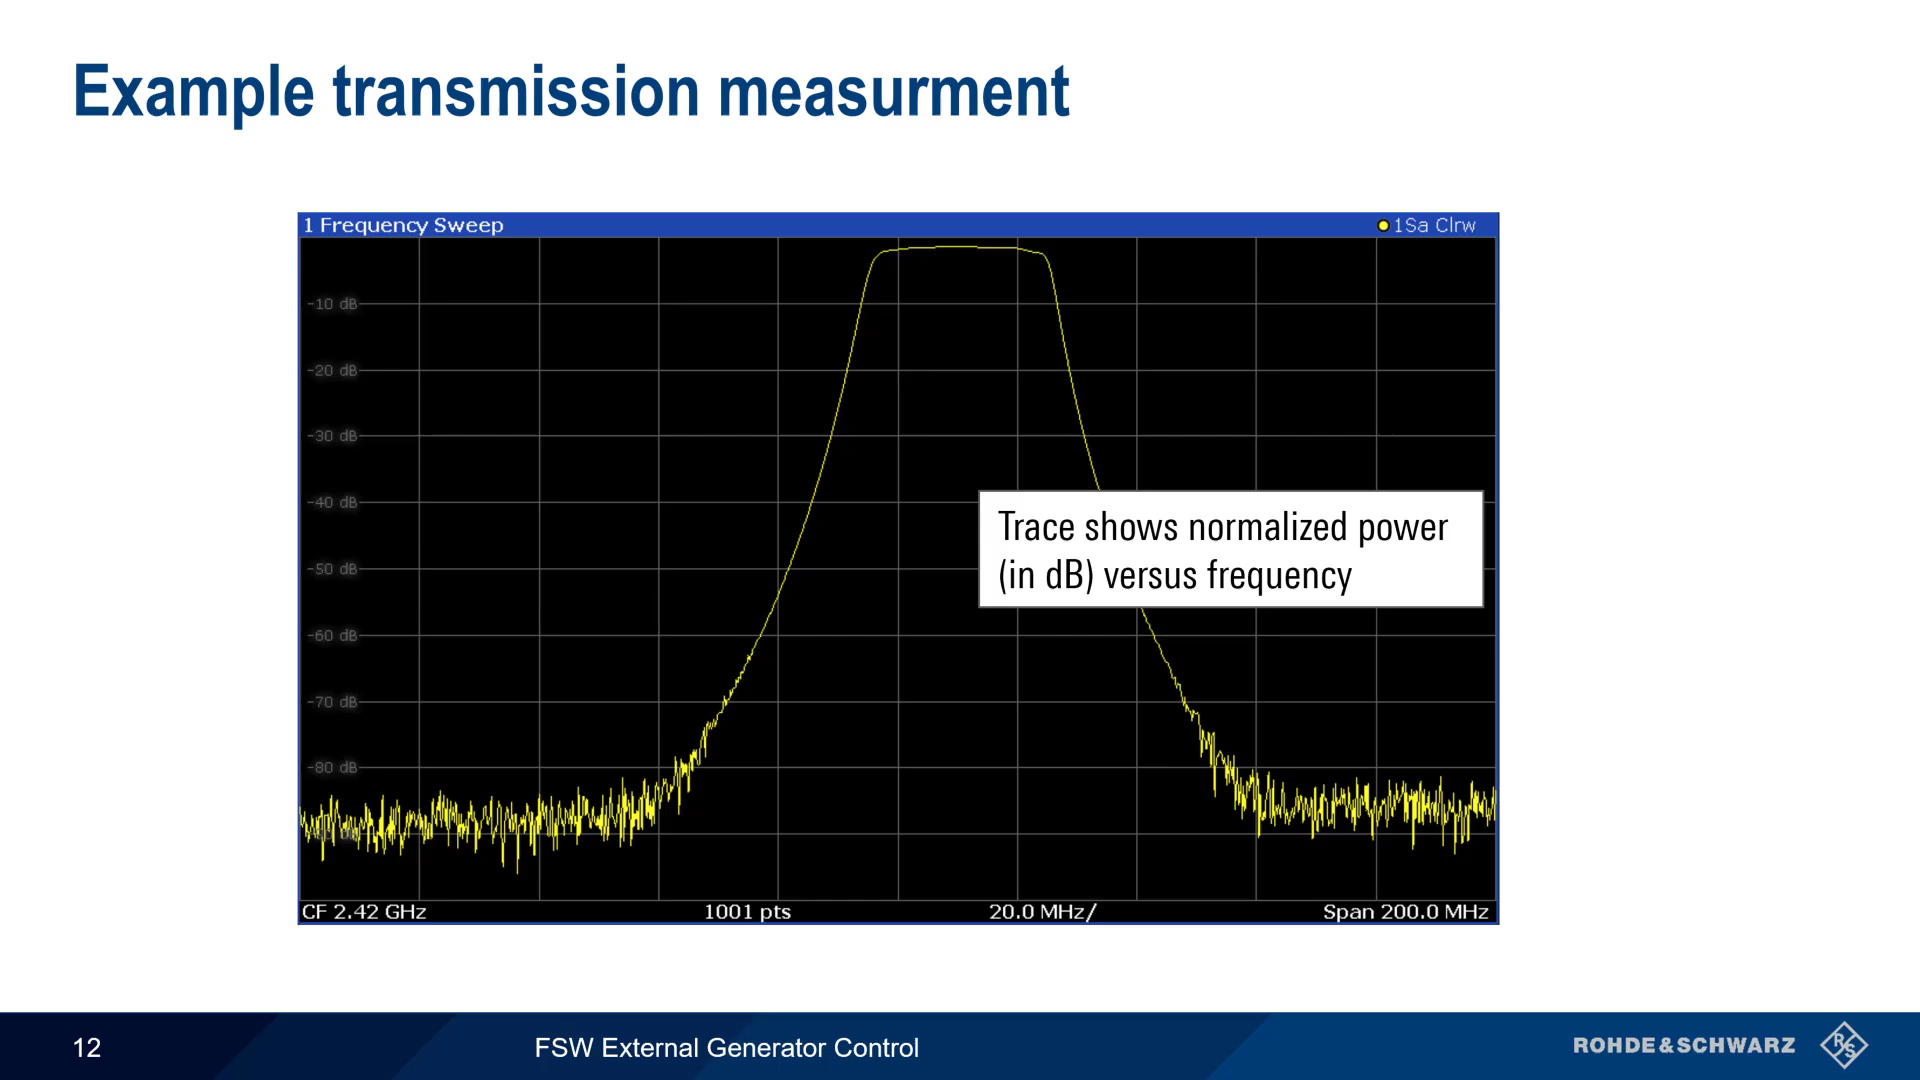 Example transmission measurment
1 Frequency Sweep
1Sa Clrw
-10 dB
-20 dB
-30 dB
-40 dB
Trace shows normalized power
(in dB) versus frequency
-50 dB
-60 dB
-70 dB
-80 dB
CF 2.42 GHz
1001 pts
20.0 MHz/
Span 200.0 MHz
12
FSW External Generator Control
ROHDE&SCHWARZ
R&S